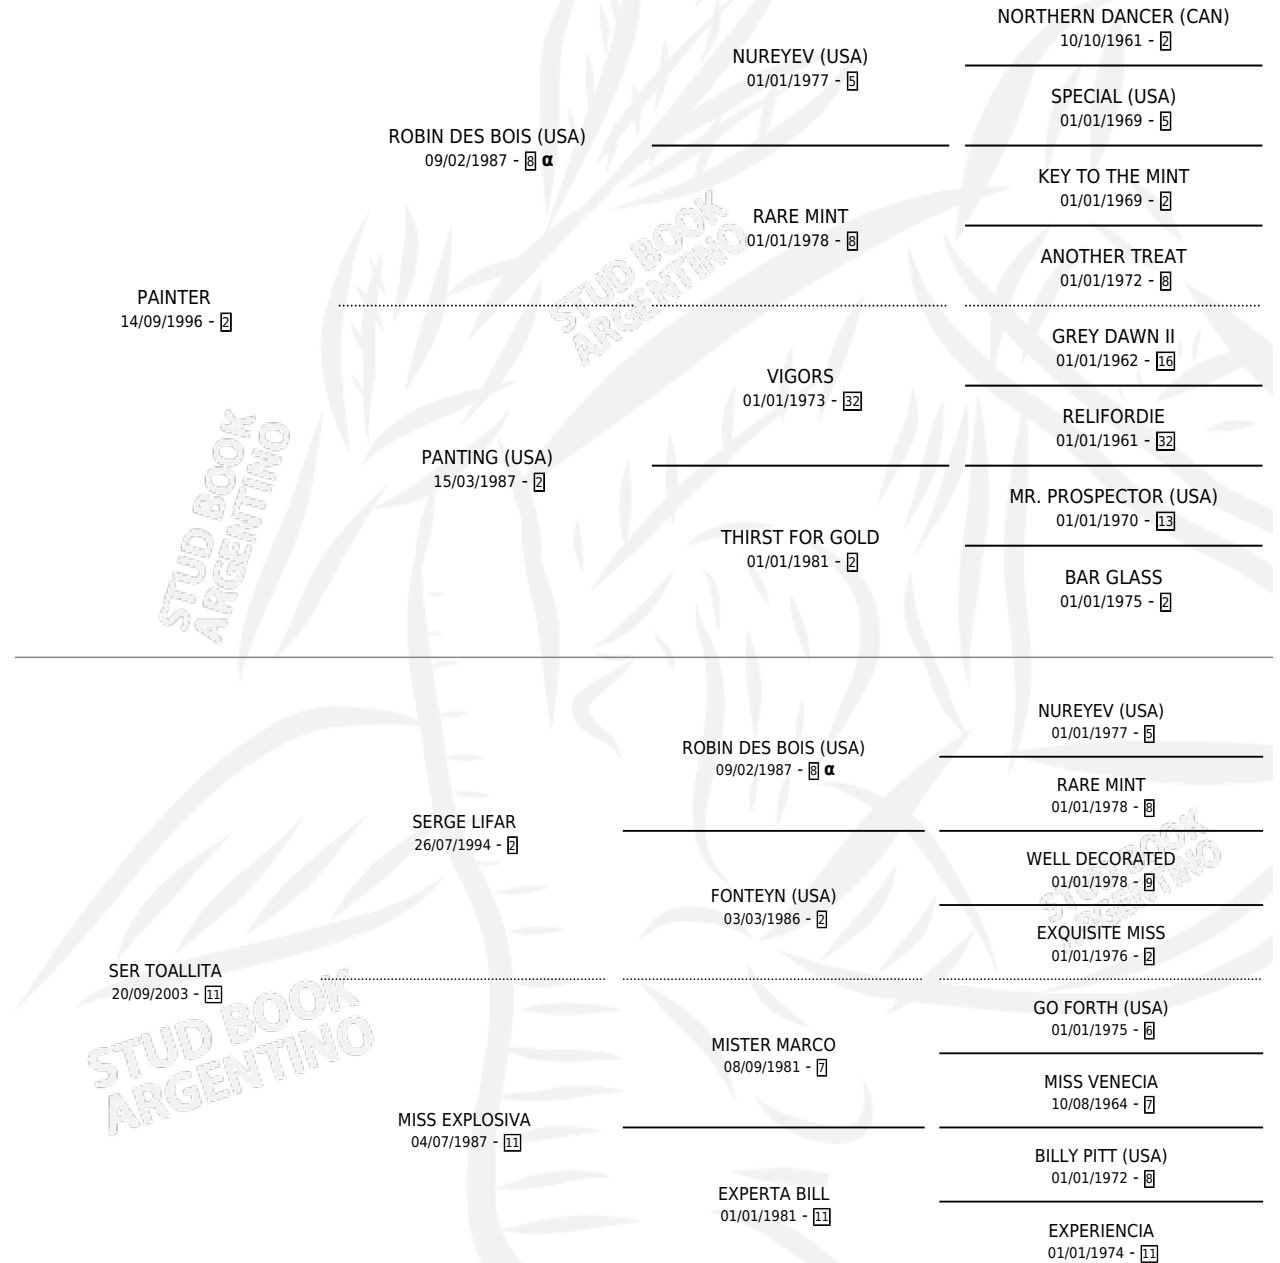 NORTHERN DANCER (CAN)
10/10/1961 - 2
NUREYEV (USA)
01/01/1977 - 5
SPECIAL (USA)
01/01/1969 - 5
ROBIN DES BOIS (USA)
09/02/1987 - 8 α
KEY TO THE MINT
01/01/1969 - 2
RARE MINT
01/01/1978 - 8
ANOTHER TREAT
01/01/1972 - 8
PAINTER
14/09/1996 - 2
STUD BOOK
ARGENTINO
GREY DAWN II
01/01/1962 - 16
VIGORS
01/01/1973 - 32
RELIFORDIE
01/01/1961 - 32
PANTING (USA)
15/03/1987 - 2
MR. PROSPECTOR (USA)
01/01/1970 - 13
THIRST FOR GOLD
01/01/1981 - 2
BAR GLASS
01/01/1975 - 2
STUD BOOK
ARGENTINO
NUREYEV (USA)
01/01/1977 - 5
ROBIN DES BOIS (USA)
09/02/1987 - 8 α
RARE MINT
01/01/1978 - 8
SERGE LIFAR
26/07/1994 - 2
WELL DECORATED
01/01/1978 - 9
FONTEYN (USA)
03/03/1986 - 2
EXQUISITE MISS
01/01/1976 - 2
STUD BOOK
ARGENTINO
SER TOALLITA
20/09/2003 - 11
GO FORTH (USA)
01/01/1975 - 6
MISTER MARCO
08/09/1981 - 7
MISS VENECIA
10/08/1964 - 7
MISS EXPLOSIVA
04/07/1987 - 11
BILLY PITT (USA)
01/01/1972 - 8
EXPERTA BILL
01/01/1981 - 11
EXPERIENCIA
01/01/1974 - 11
STUD BOOK
ARGENTINO